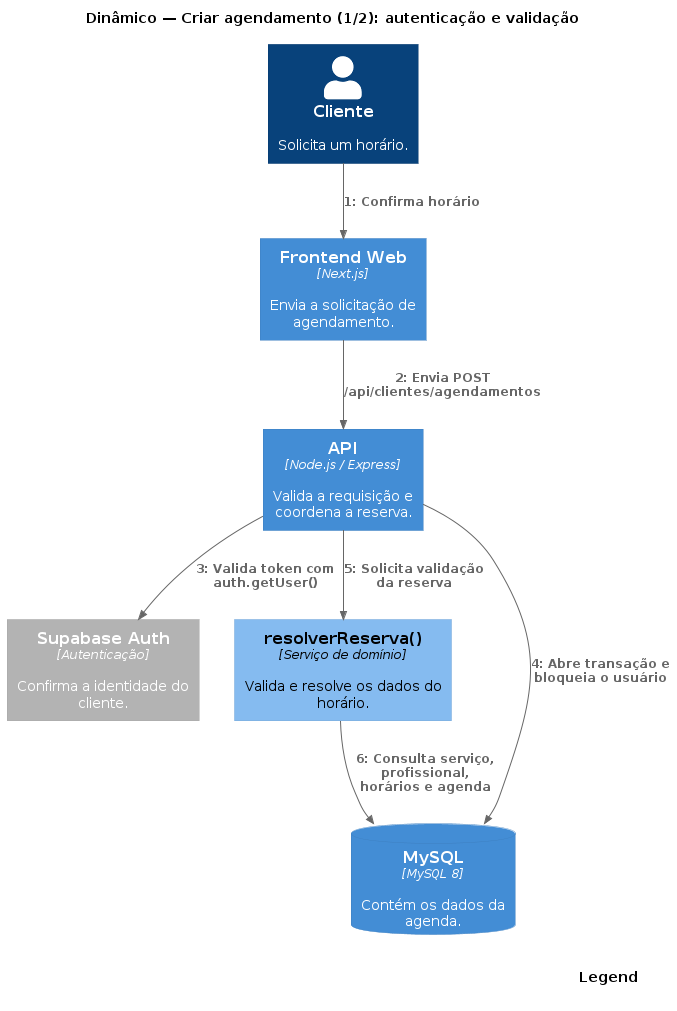 Dinâmico — Criar agendamento (1/2): autenticação e validação
Cliente
Solicita um horário.
1: Confirma horário
Frontend Web
[Next.js]
Envia a solicitação de
agendamento.
2: Envia POST
/api/clientes/agendamentos
API
[Node.js / Express]
Valida a requisição e
coordena a reserva.
3: Valida token com
auth.getUser()
5: Solicita validação
da reserva
Supabase Auth
[Autenticação]
Confirma a identidade do
cliente.
resolverReserva()
[Serviço de domínio]
Valida e resolve os dados do
horário.
4: Abre transação e
bloqueia o usuário
6: Consulta serviço,
profissional,
horários e agenda
MySQL
[MySQL 8]
Contém os dados da
agenda.
Legend